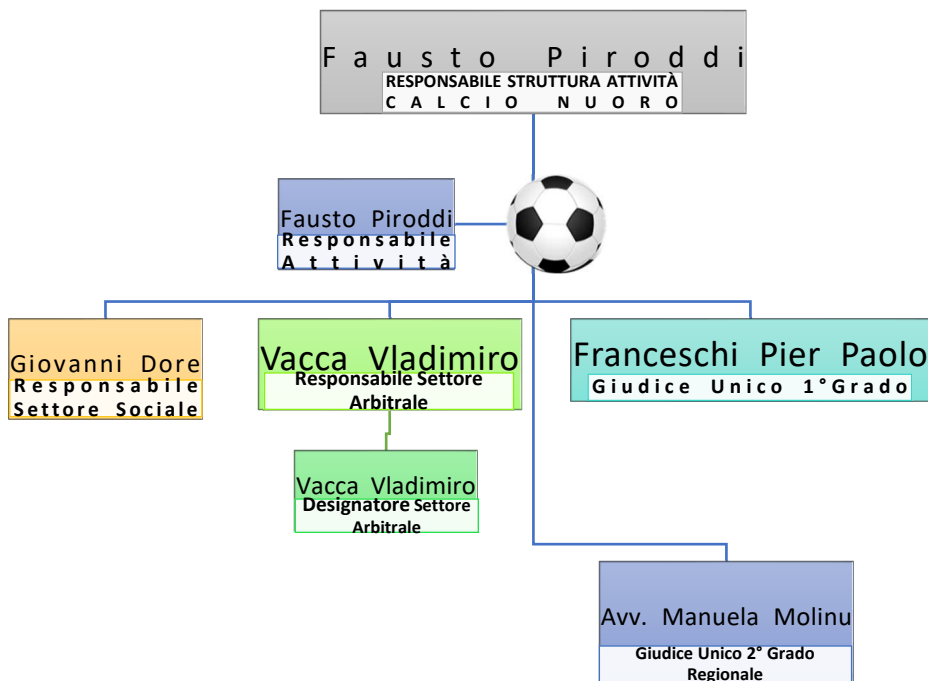 Fausto Piroddi
RESPONSABILE STRUTTURA ATTIVITÀ
CALCIO NUORO
Fausto Piroddi
Responsabile
Attività
Giovanni Dore
Responsabile
Settore Sociale
Vacca Vladimiro
Responsabile Settore
Arbitrale
Franceschi Pier Paolo
Giudice Unico 1°Grado
Vacca Vladimiro
Designatore Settore
Arbitrale
Avv. Manuela Molinu
Giudice Unico 2° Grado
Regionale